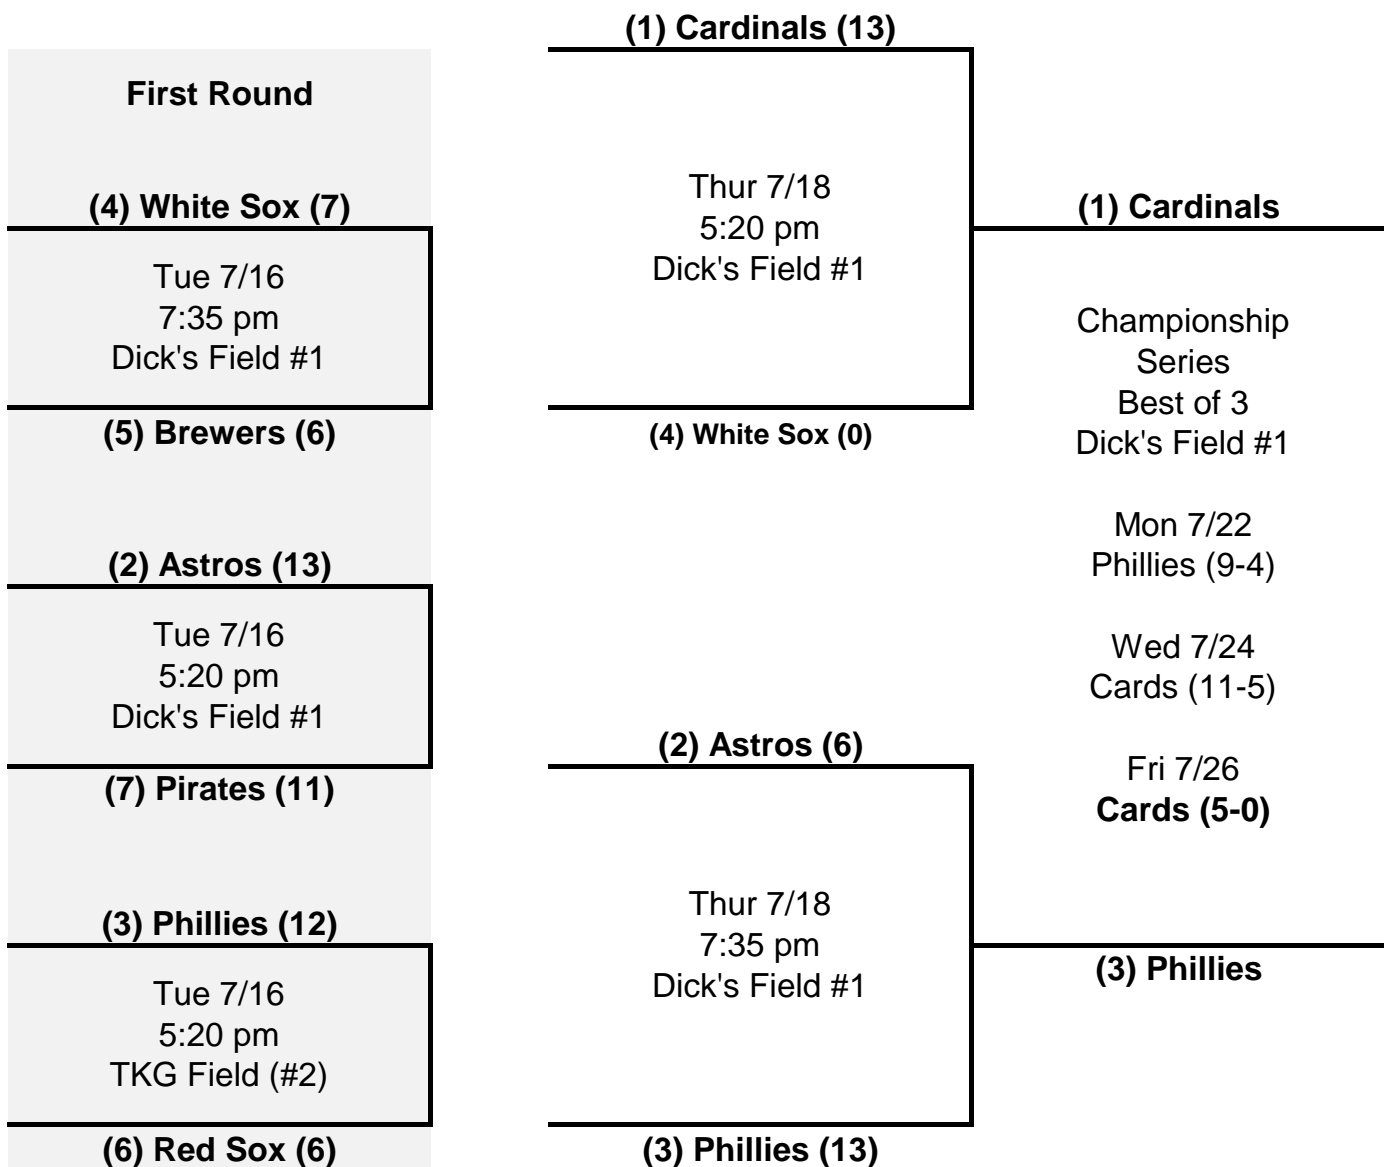 First Round
(4) White Sox (7)
Tue 7/16
7:35 pm
Dick's Field #1
(5) Brewers (6)
(2) Astros (13)
Tue 7/16
5:20 pm
Dick's Field #1
(7) Pirates (11)
(3) Phillies (12)
Tue 7/16
5:20 pm
TKG Field (#2)
(6) Red Sox (6)
(1) Cardinals (13)
Thur 7/18
5:20 pm
Dick's Field #1
(4) White Sox (0)
(2) Astros (6)
Thur 7/18
7:35 pm
Dick's Field #1
(3) Phillies (13)
(1) Cardinals
Championship
Series
Best of 3
Dick's Field #1
Mon 7/22
Phillies (9-4)
Wed 7/24
Cards (11-5)
Fri 7/26
Cards (5-0)
(3) Phillies